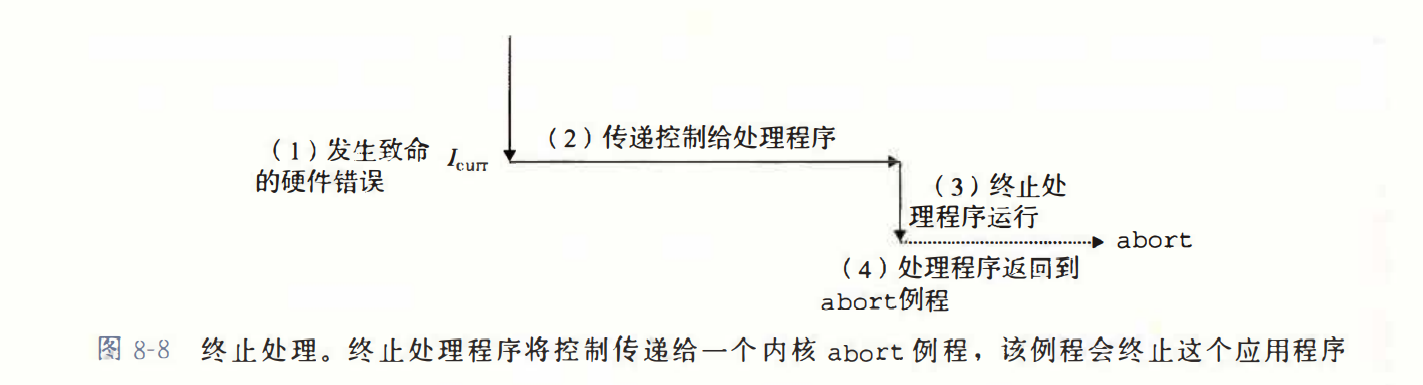 （1）发生致命
的硬件错误
Icurr
（2）传递控制给处理程序
（3）终止处
理程序运行
abort
（4）处理程序返回到
abort例程
图 8-8 终止处理。终止处理程序将控制传递给一个内核 abort 例程，该例程会终止这个应用程序